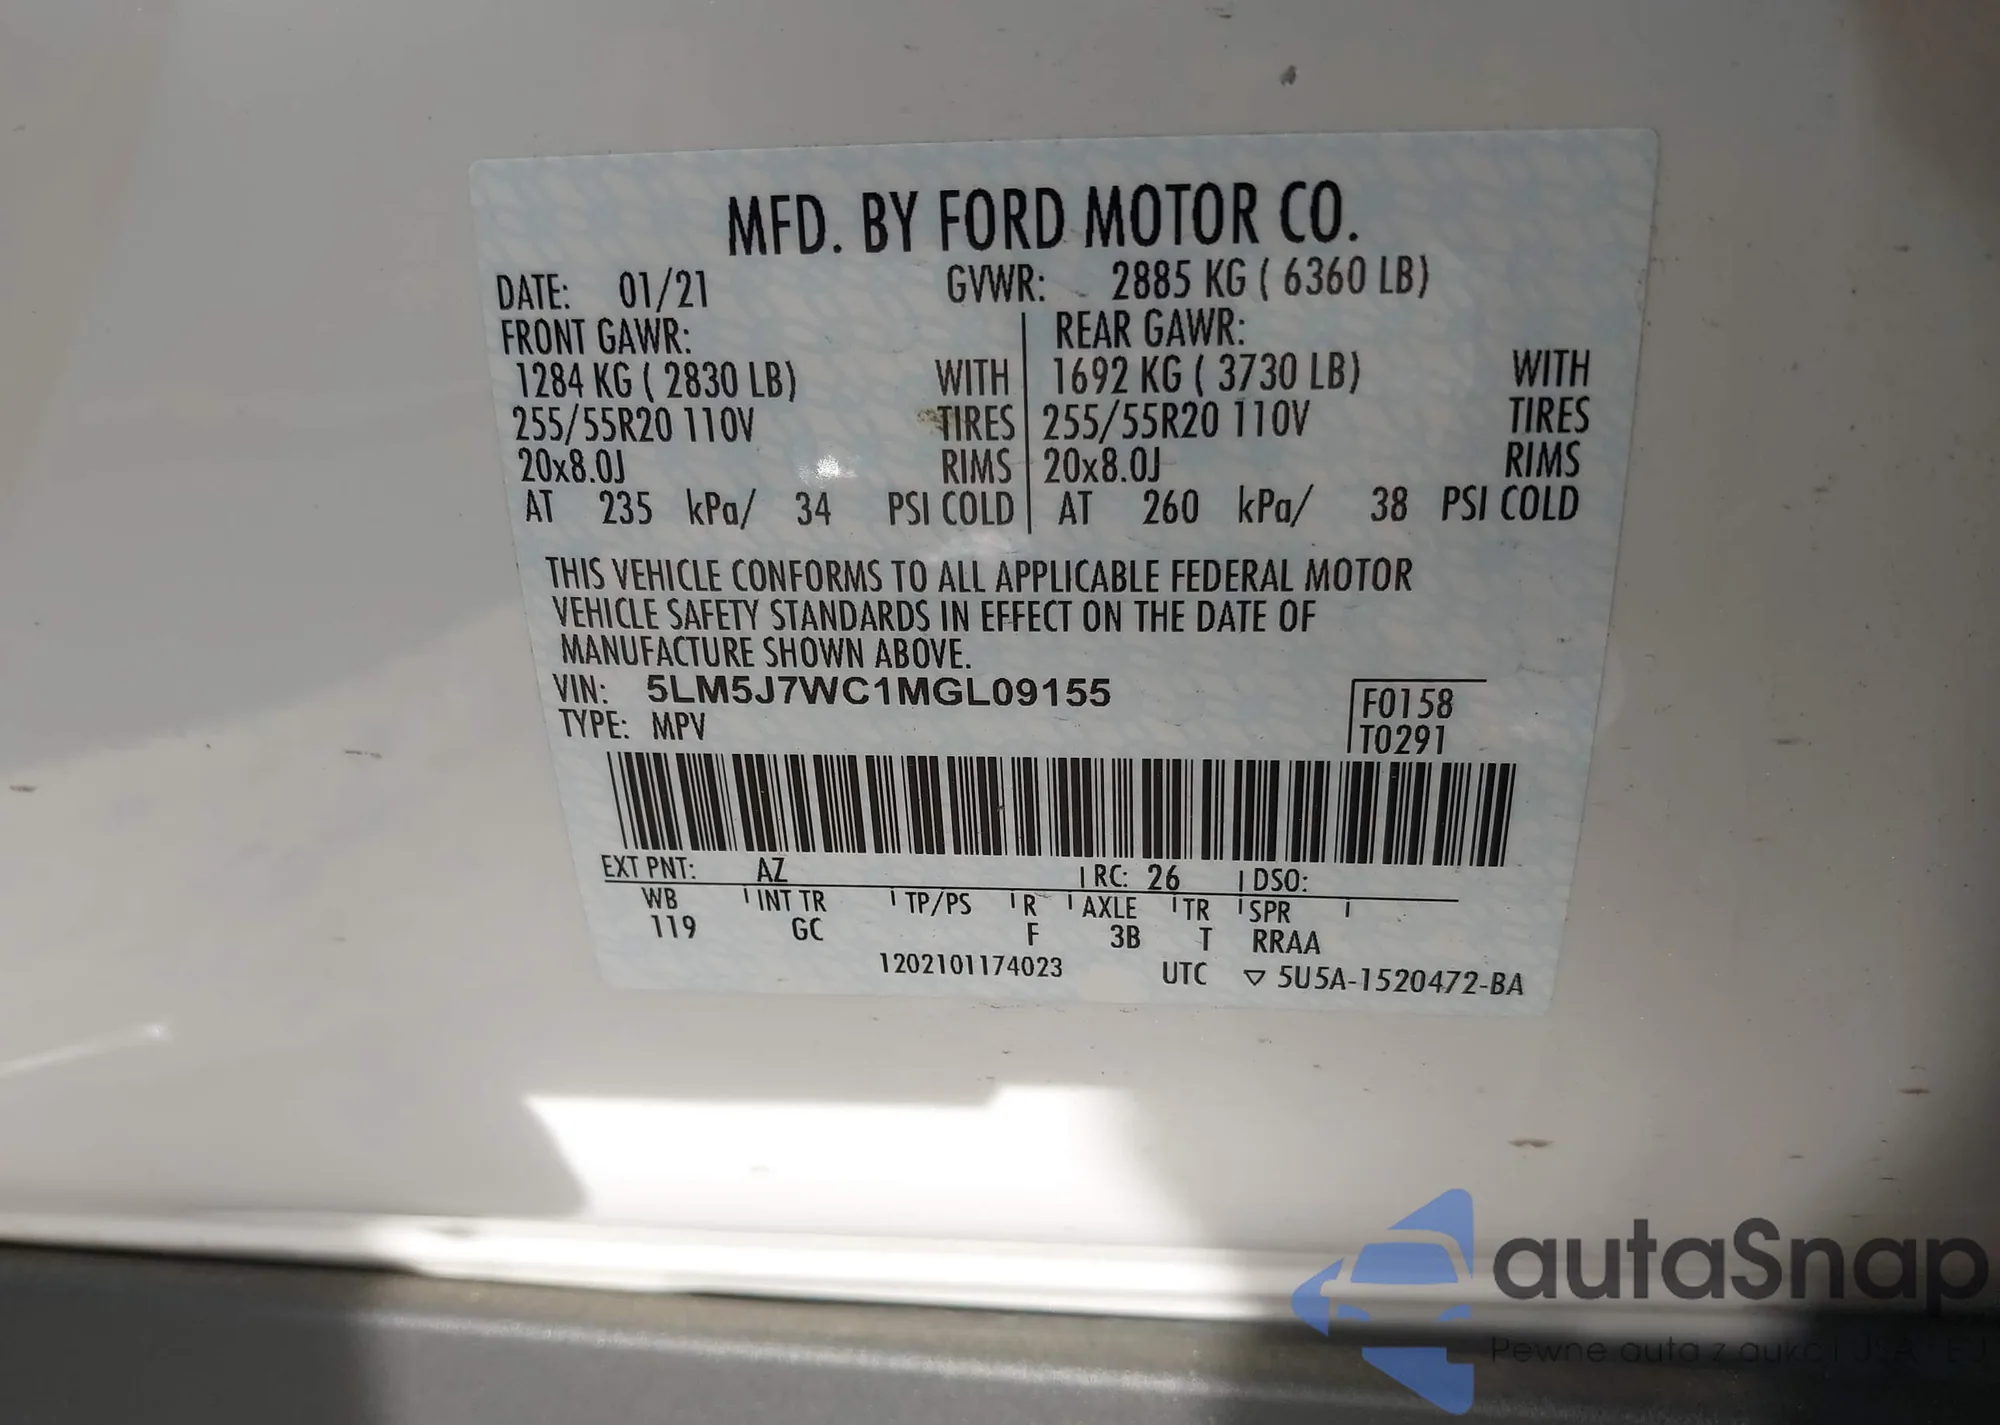 MFD. BY FORD MOTOR CO.
DATE: 01/21 GVWR: 2885 KG ( 6360 LB)
FRONT GAWR: REAR GAWR:
1284 KG ( 2830 LB) WITH 1692 KG ( 3730 LB) WITH
255/55R20 110V TIRES 255/55R20 110V TIRES
20x8.0J RIMS 20x8.0J RIMS
AT 235 kPa/ 34 PSI COLD AT 260 kPa/ 38 PSI COLD
THIS VEHICLE CONFORMS TO ALL APPLICABLE FEDERAL MOTOR
VEHICLE SAFETY STANDARDS IN EFFECT ON THE DATE OF
MANUFACTURE SHOWN ABOVE.
VIN: 5LM5J7WC1MGL09155 F0158
TYPE: MPV T0291
EXT PNT: AZ RC: 26 DSO:
WB INT TR TP/PS R AXLE TR SPR
119 GC F 3B T RRAA
1202101174023 UTC ▽ 5U5A-1520472-BA
autaSnap
Pewne auta z aukcji USA i EU